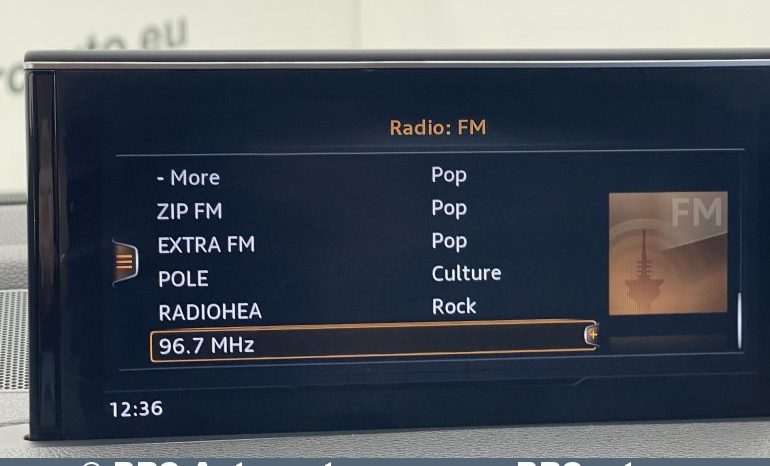 Radio: FM
- More Pop
ZIP FM Pop
EXTRA FM Pop
POLE Culture
RADIOHEA Rock
96.7 MHz
FM
12:36